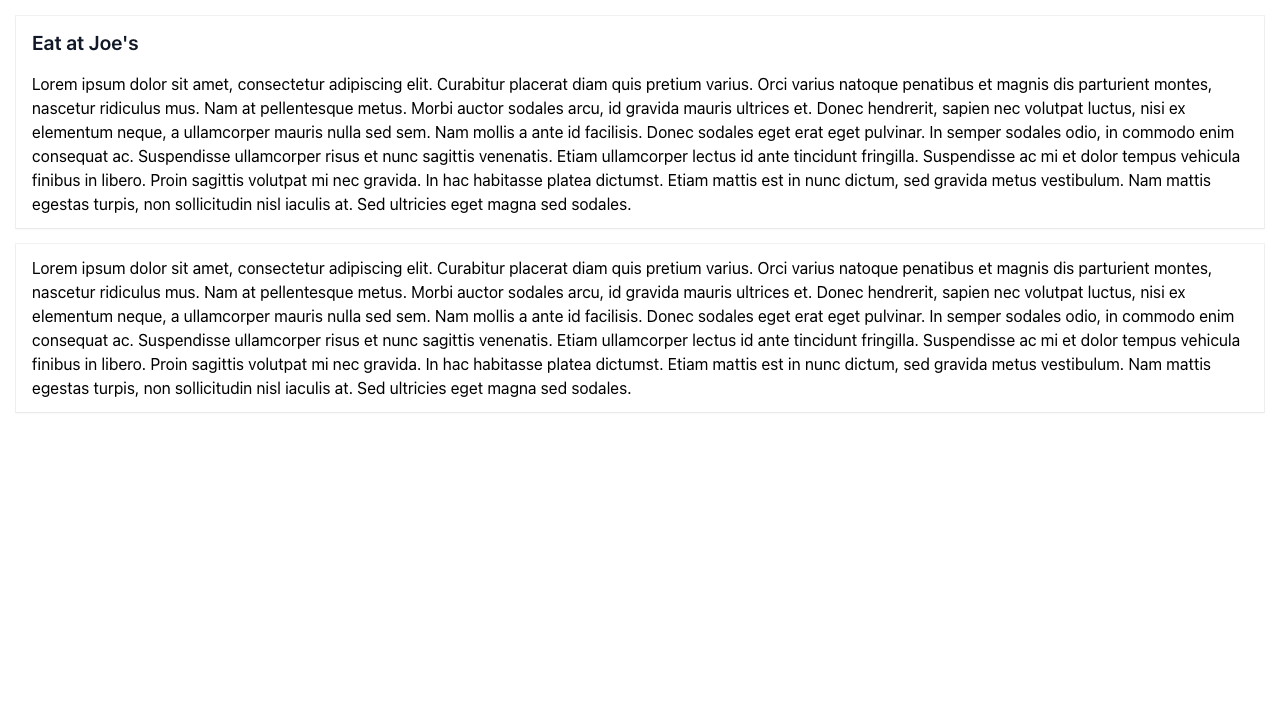 Eat at Joe's
Lorem ipsum dolor sit amet, consectetur adipiscing elit. Curabitur placerat diam quis pretium varius. Orci varius natoque penatibus et magnis dis parturient montes,
nascetur ridiculus mus. Nam at pellentesque metus. Morbi auctor sodales arcu, id gravida mauris ultrices et. Donec hendrerit, sapien nec volutpat luctus, nisi ex
elementum neque, a ullamcorper mauris nulla sed sem. Nam mollis a ante id facilisis. Donec sodales eget erat eget pulvinar. In semper sodales odio, in commodo enim
consequat ac. Suspendisse ullamcorper risus et nunc sagittis venenatis. Etiam ullamcorper lectus id ante tincidunt fringilla. Suspendisse ac mi et dolor tempus vehicula
finibus in libero. Proin sagittis volutpat mi nec gravida. In hac habitasse platea dictumst. Etiam mattis est in nunc dictum, sed gravida metus vestibulum. Nam mattis
egestas turpis, non sollicitudin nisl iaculis at. Sed ultricies eget magna sed sodales.
Lorem ipsum dolor sit amet, consectetur adipiscing elit. Curabitur placerat diam quis pretium varius. Orci varius natoque penatibus et magnis dis parturient montes,
nascetur ridiculus mus. Nam at pellentesque metus. Morbi auctor sodales arcu, id gravida mauris ultrices et. Donec hendrerit, sapien nec volutpat luctus, nisi ex
elementum neque, a ullamcorper mauris nulla sed sem. Nam mollis a ante id facilisis. Donec sodales eget erat eget pulvinar. In semper sodales odio, in commodo enim
consequat ac. Suspendisse ullamcorper risus et nunc sagittis venenatis. Etiam ullamcorper lectus id ante tincidunt fringilla. Suspendisse ac mi et dolor tempus vehicula
finibus in libero. Proin sagittis volutpat mi nec gravida. In hac habitasse platea dictumst. Etiam mattis est in nunc dictum, sed gravida metus vestibulum. Nam mattis
egestas turpis, non sollicitudin nisl iaculis at. Sed ultricies eget magna sed sodales.